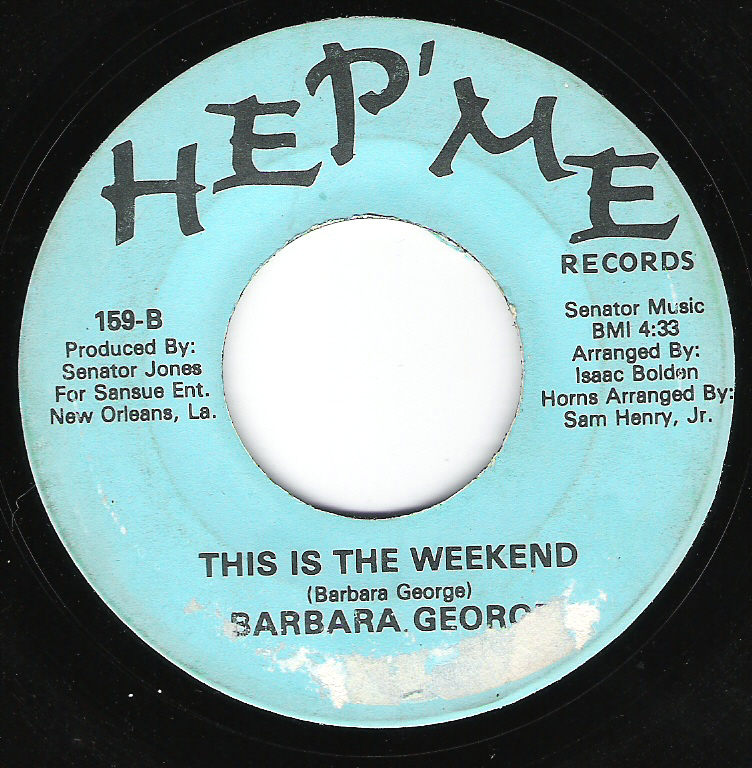 HEP' ME
RECORDS
159-B
Produced By:
Senator Jones
For Sansue Ent.
New Orleans, La.
Senator Music
BMI 4:33
Arranged By:
Isaac Bolden
Horns Arranged By:
Sam Henry, Jr.
THIS IS THE WEEKEND
(Barbara George)
BARBARA GEORGE